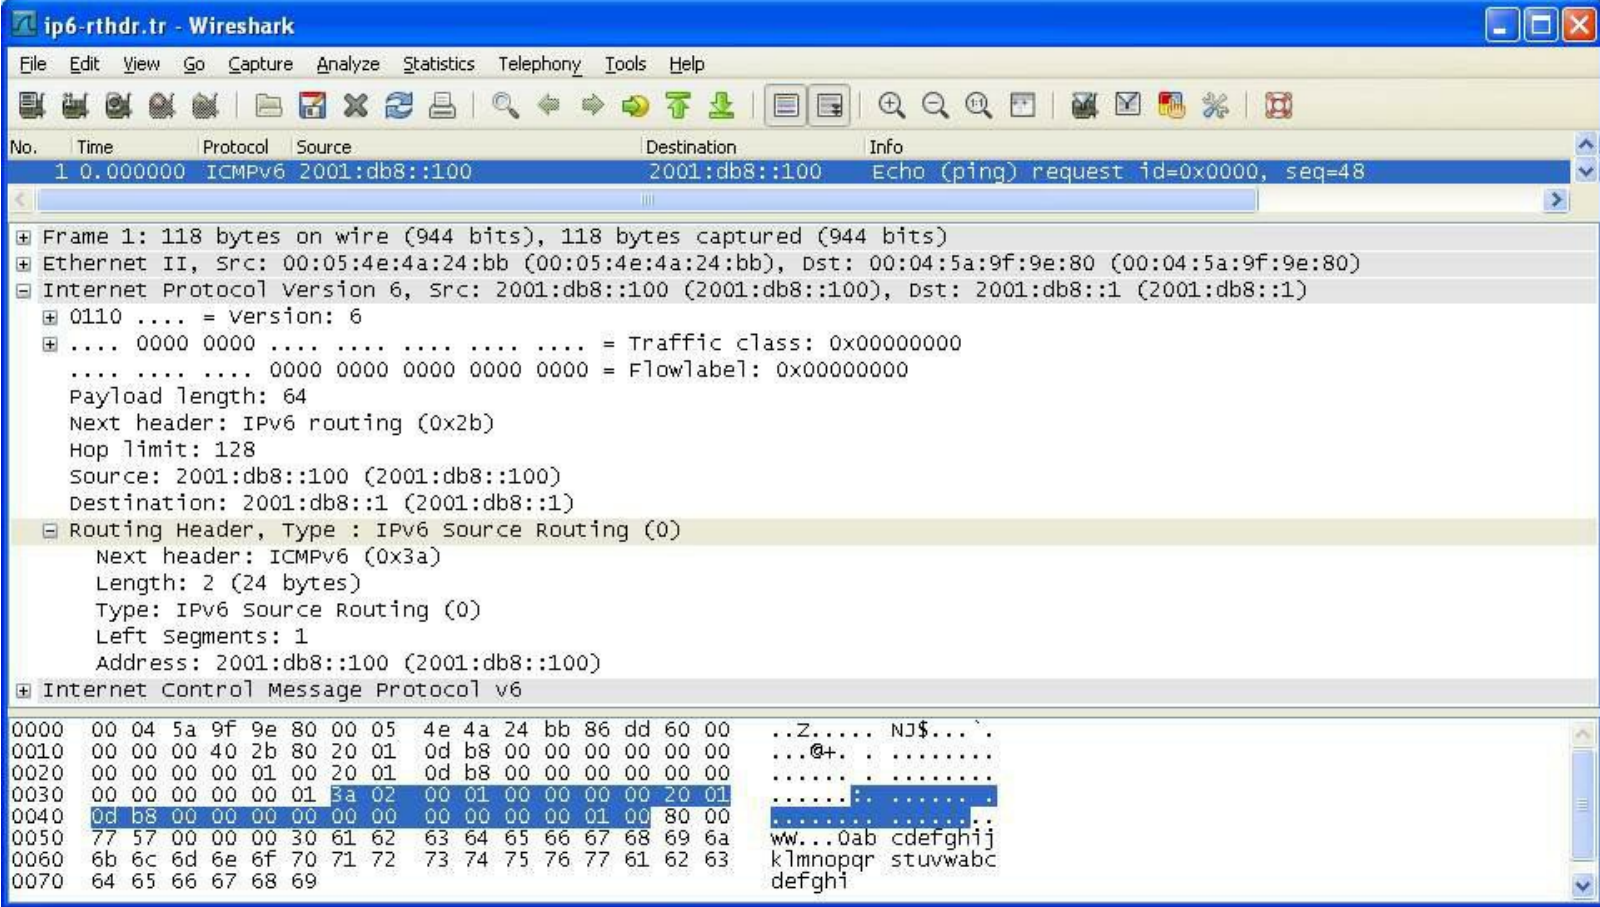 ip6-rthdr.tr - Wireshark
File Edit View Go Capture Analyze Statistics Telephony Tools Help
No. Time Protocol Source Destination Info
1 0.000000 ICMPv6 2001:db8::100 2001:db8::100 Echo (ping) request id=0x0000, seq=48
Frame 1: 118 bytes on wire (944 bits), 118 bytes captured (944 bits)
Ethernet II, Src: 00:05:4e:4a:24:bb (00:05:4e:4a:24:bb), Dst: 00:04:5a:9f:9e:80 (00:04:5a:9f:9e:80)
Internet Protocol Version 6, Src: 2001:db8::100 (2001:db8::100), Dst: 2001:db8::1 (2001:db8::1)
0110 .... = Version: 6
.... 0000 0000 .... .... .... .... .... = Traffic class: 0x00000000
.... .... .... 0000 0000 0000 0000 0000 = Flowlabel: 0x00000000
Payload length: 64
Next header: IPv6 routing (0x2b)
Hop limit: 128
Source: 2001:db8::100 (2001:db8::100)
Destination: 2001:db8::1 (2001:db8::1)
Routing Header, Type : IPv6 Source Routing (0)
Next header: ICMPv6 (0x3a)
Length: 2 (24 bytes)
Type: IPv6 Source Routing (0)
Left Segments: 1
Address: 2001:db8::100 (2001:db8::100)
Internet Control Message Protocol v6
0000 00 04 5a 9f 9e 80 00 05 4e 4a 24 bb 86 dd 60 00 ..Z..... NJ$...`.
0010 00 00 00 40 2b 80 20 01 0d b8 00 00 00 00 00 00 ...@+. . ........
0020 00 00 00 00 01 00 20 01 0d b8 00 00 00 00 00 00 ...... . ........
0030 00 00 00 00 00 01 3a 02 00 01 00 00 00 00 20 01 ......:. ...... .
0040 0d b8 00 00 00 00 00 00 00 00 00 00 01 00 80 00 ........ ........
0050 77 57 00 00 00 30 61 62 63 64 65 66 67 68 69 6a wW...0ab cdefghij
0060 6b 6c 6d 6e 6f 70 71 72 73 74 75 76 77 61 62 63 klmnopqr stuvwabc
0070 64 65 66 67 68 69 defghi